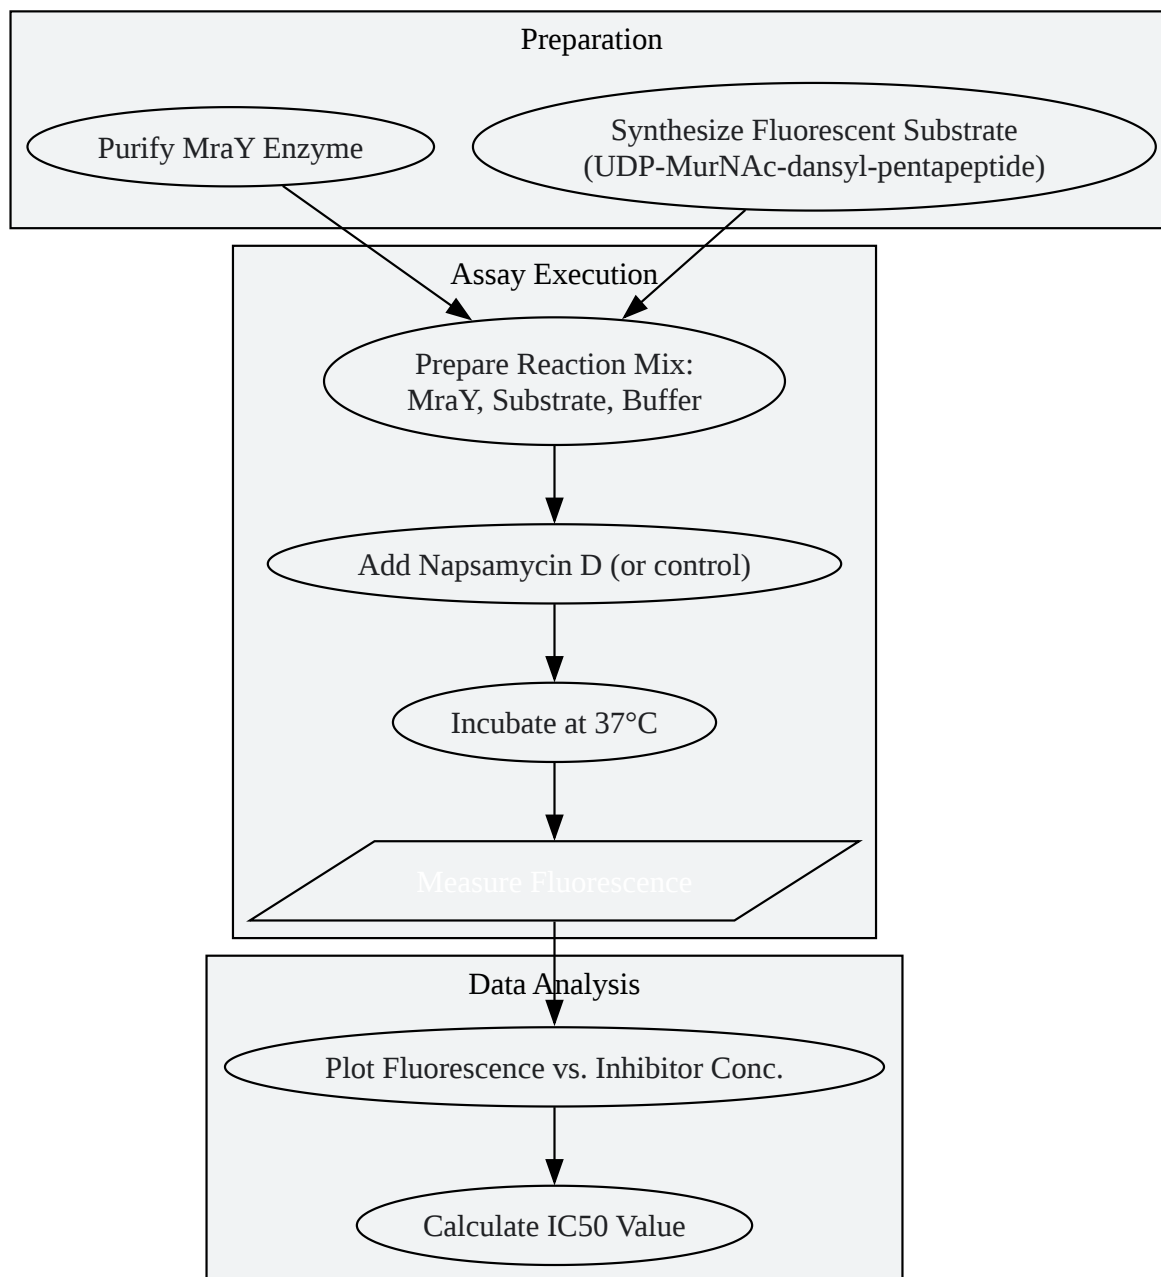 Preparation
Purify MraY Enzyme
Synthesize Fluorescent Substrate
(UDP-MurNAc-dansyl-pentapeptide)
Assay Execution
Prepare Reaction Mix:
MraY, Substrate, Buffer
Add Napsamycin D (or control)
Incubate at 37°C
Measure Fluorescence
Data Analysis
Plot Fluorescence vs. Inhibitor Conc.
Calculate IC50 Value